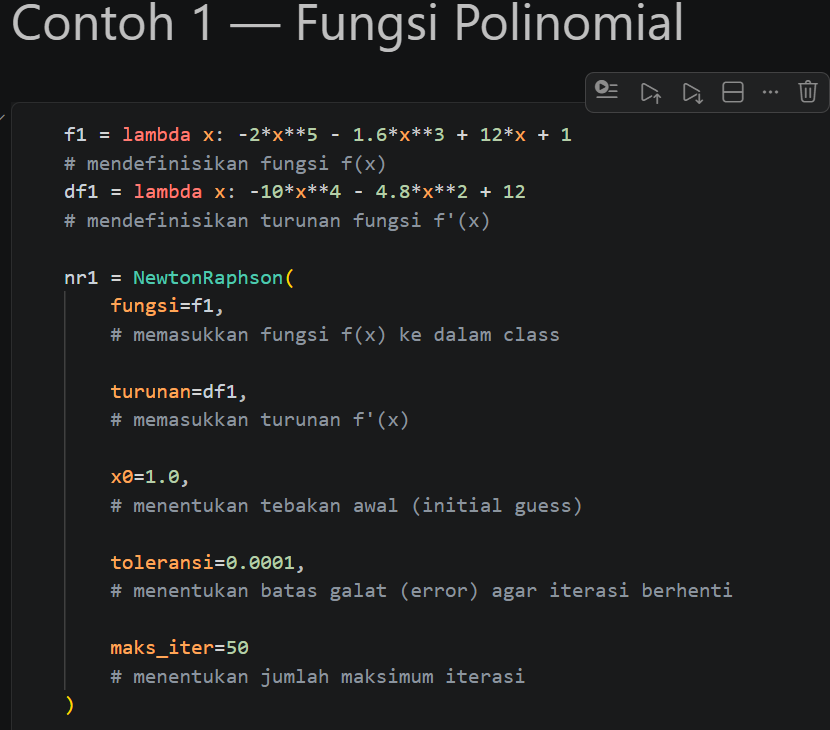 Contoh 1 — Fungsi Polinomial
f1 = lambda x: -2*x**5 - 1.6*x**3 + 12*x + 1
# mendefinisikan fungsi f(x)
df1 = lambda x: -10*x**4 - 4.8*x**2 + 12
# mendefinisikan turunan fungsi f'(x)
nr1 = NewtonRaphson(
fungsi=f1,
# memasukkan fungsi f(x) ke dalam class
turunan=df1,
# memasukkan turunan f'(x)
x0=1.0,
# menentukan tebakan awal (initial guess)
toleransi=0.0001,
# menentukan batas galat (error) agar iterasi berhenti
maks_iter=50
# menentukan jumlah maksimum iterasi
)